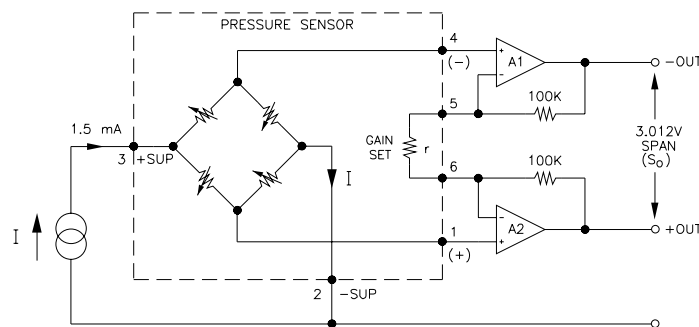 PRESSURE SENSOR
4
(−)
+
A1
−
−OUT
1.5 mA
3 +SUP
5
100K
GAIN
SET
r
3.012V
SPAN
(So)
I
6
100K
I
−
A2
+
+OUT
1
(+)
2 −SUP